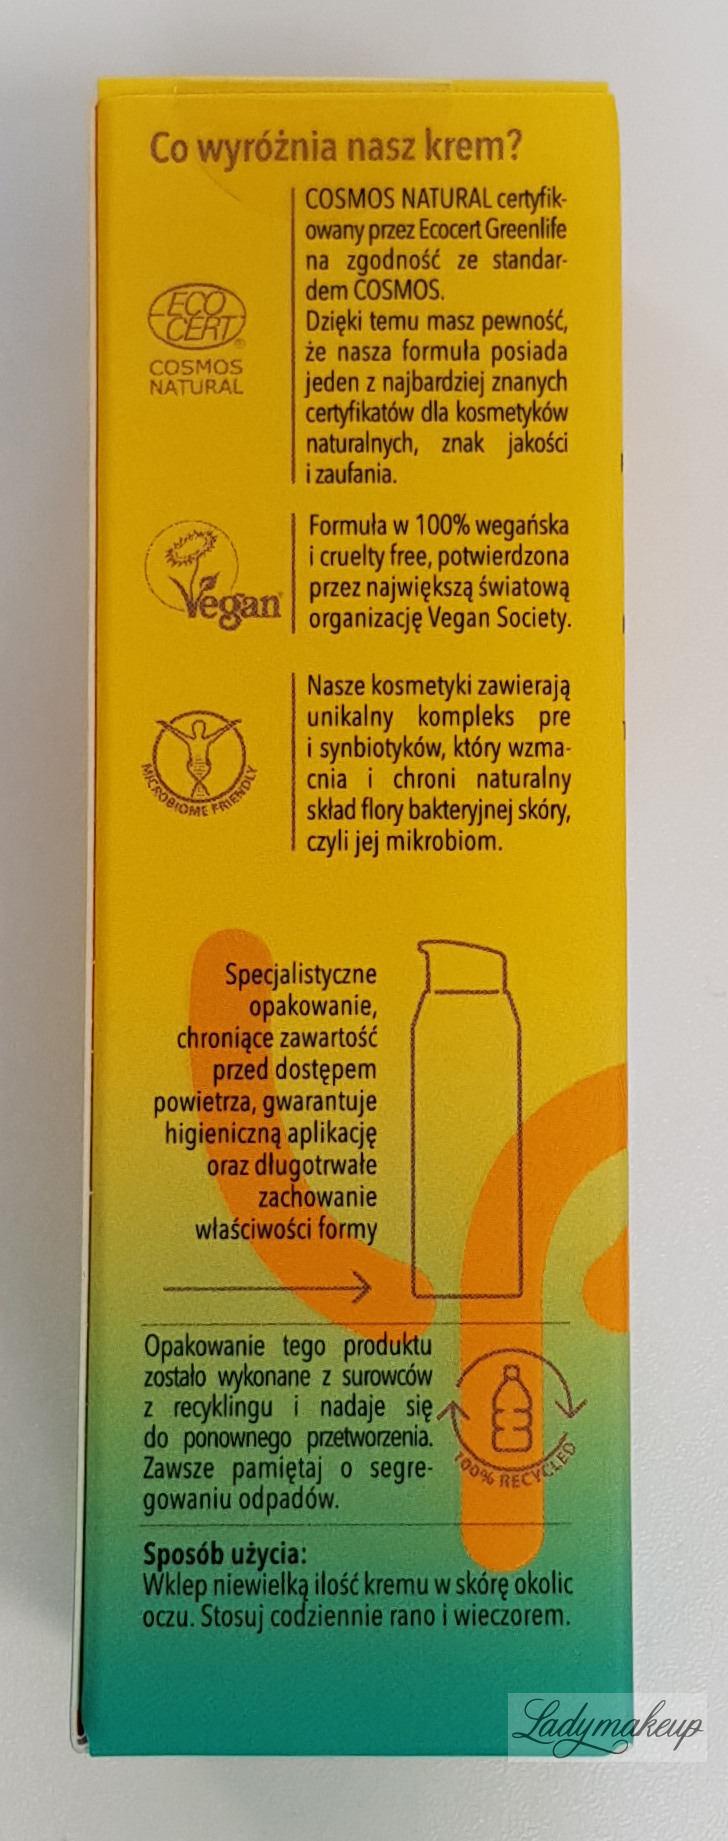 Co wyróżnia nasz krem?
ECO
CERT®
COSMOS
NATURAL
COSMOS NATURAL certyfik-
owany przez Ecocert Greenlife
na zgodność ze standar-
dem COSMOS.
Dzięki temu masz pewność,
że nasza formuła posiada
jeden z najbardziej znanych
certyfikatów dla kosmetyków
naturalnych, znak jakości
i zaufania.
Vegan
Formuła w 100% wegańska
i cruelty free, potwierdzona
przez największą światową
organizację Vegan Society.
MICROBIOME FRIENDLY
Nasze kosmetyki zawierają
unikalny kompleks pre
i synbiotyków, który wzma-
cnia i chroni naturalny
skład flory bakteryjnej skóry,
czyli jej mikrobiom.
Specjalistyczne
opakowanie,
chroniące zawartość
przed dostępem
powietrza, gwarantuje
higieniczną aplikację
oraz długotrwałe
zachowanie
właściwości formy
Opakowanie tego produktu
zostało wykonane z surowców
z recyklingu i nadaje się
do ponownego przetworzenia.
Zawsze pamiętaj o segre-
gowaniu odpadów.
100% RECYCLED
Sposób użycia:
Wklep niewielką ilość kremu w skórę okolic
oczu. Stosuj codziennie rano i wieczorem.
Ladymakeup